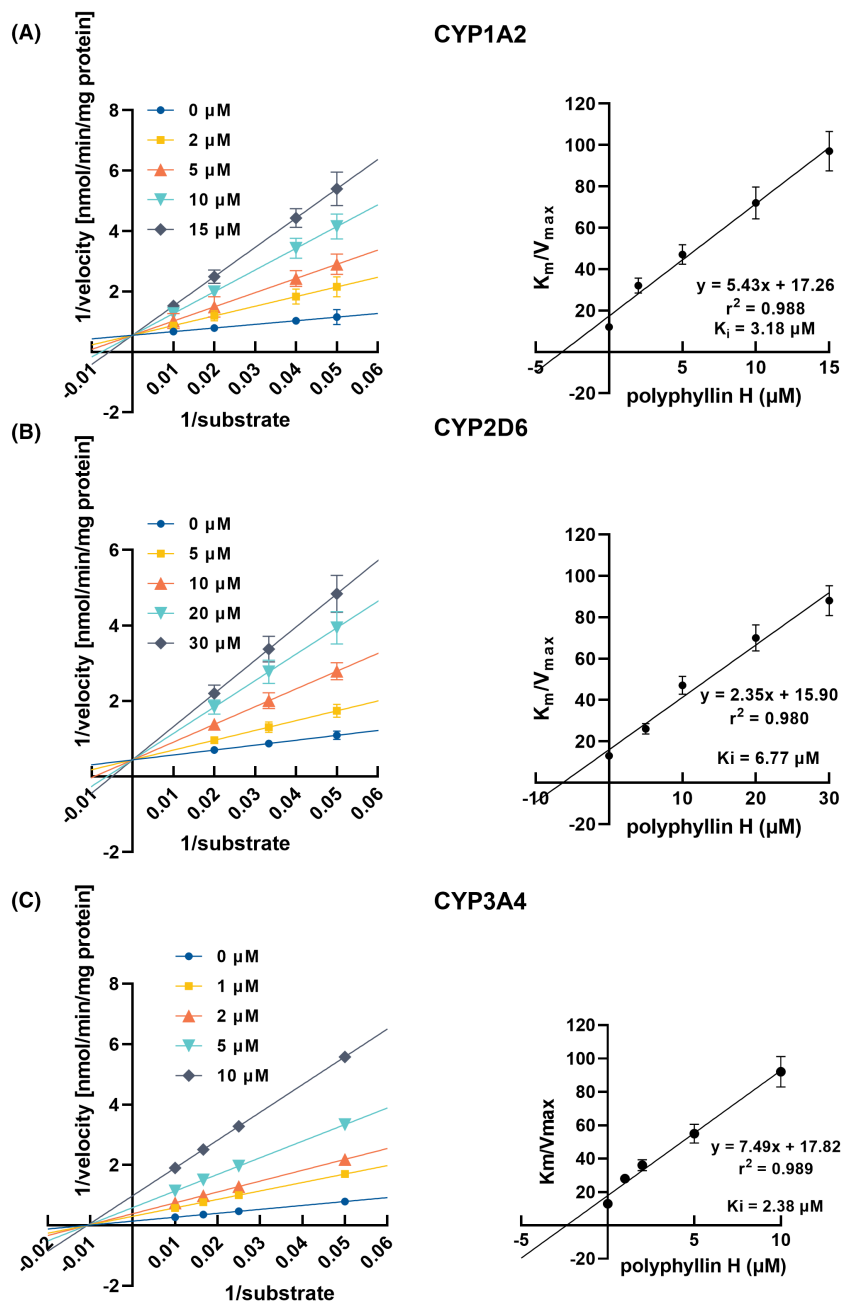 (A)
CYP1A2
1/velocity [nmol/min/mg protein]
8
6
4
2
-2
0 µM
2 µM
5 µM
10 µM
15 µM
-0.01
0.01
0.02
0.03
0.04
0.05
0.06
1/substrate
Km/Vmax
120
100
80
60
40
20
-20
-5
5
10
15
y = 5.43x + 17.26
r² = 0.988
Ki = 3.18 µM
polyphyllin H (µM)
(B)
CYP2D6
1/velocity [nmol/min/mg protein]
6
4
2
-2
0 µM
5 µM
10 µM
20 µM
30 µM
-0.01
0.01
0.02
0.03
0.04
0.05
0.06
1/substrate
Km/Vmax
120
100
80
60
40
20
-20
-10
10
20
30
y = 2.35x + 15.90
r² = 0.980
Ki = 6.77 µM
polyphyllin H (µM)
(C)
CYP3A4
1/velocity [nmol/min/mg protein]
8
6
4
2
-2
0 µM
1 µM
2 µM
5 µM
10 µM
-0.02
-0.01
0.01
0.02
0.03
0.04
0.05
0.06
1/substrate
Km/Vmax
120
100
80
60
40
20
-20
-5
5
10
y = 7.49x + 17.82
r² = 0.989
Ki = 2.38 µM
polyphyllin H (µM)